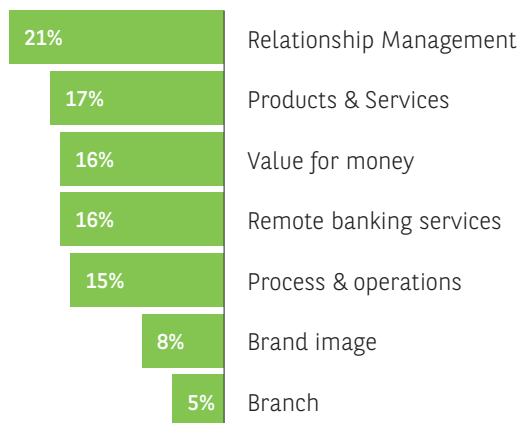 21% Relationship Management
17% Products & Services
16% Value for money
16% Remote banking services
15% Process & operations
8% Brand image
5% Branch